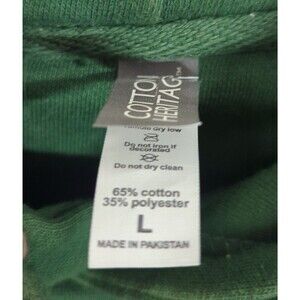 COTTON
HERITAGE
Tumble dry low
Do not iron if
decorated
Do not dry clean
65% cotton
35% polyester
L
MADE IN PAKISTAN